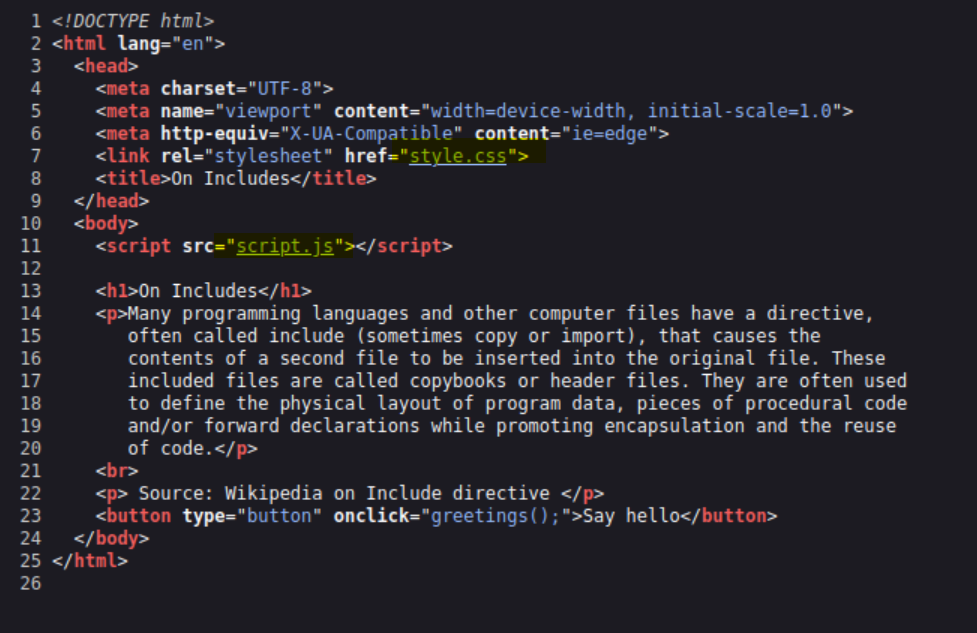 1 <!DOCTYPE html>
2 <html lang="en">
3   <head>
4     <meta charset="UTF-8">
5     <meta name="viewport" content="width=device-width, initial-scale=1.0">
6     <meta http-equiv="X-UA-Compatible" content="ie=edge">
7     <link rel="stylesheet" href="style.css">
8     <title>On Includes</title>
9   </head>
10   <body>
11     <script src="script.js"></script>
12
13     <h1>On Includes</h1>
14     <p>Many programming languages and other computer files have a directive,
15        often called include (sometimes copy or import), that causes the
16        contents of a second file to be inserted into the original file. These
17        included files are called copybooks or header files. They are often used
18        to define the physical layout of program data, pieces of procedural code
19        and/or forward declarations while promoting encapsulation and the reuse
20        of code.</p>
21     <br>
22     <p> Source: Wikipedia on Include directive </p>
23     <button type="button" onclick="greetings();">Say hello</button>
24   </body>
25 </html>
26